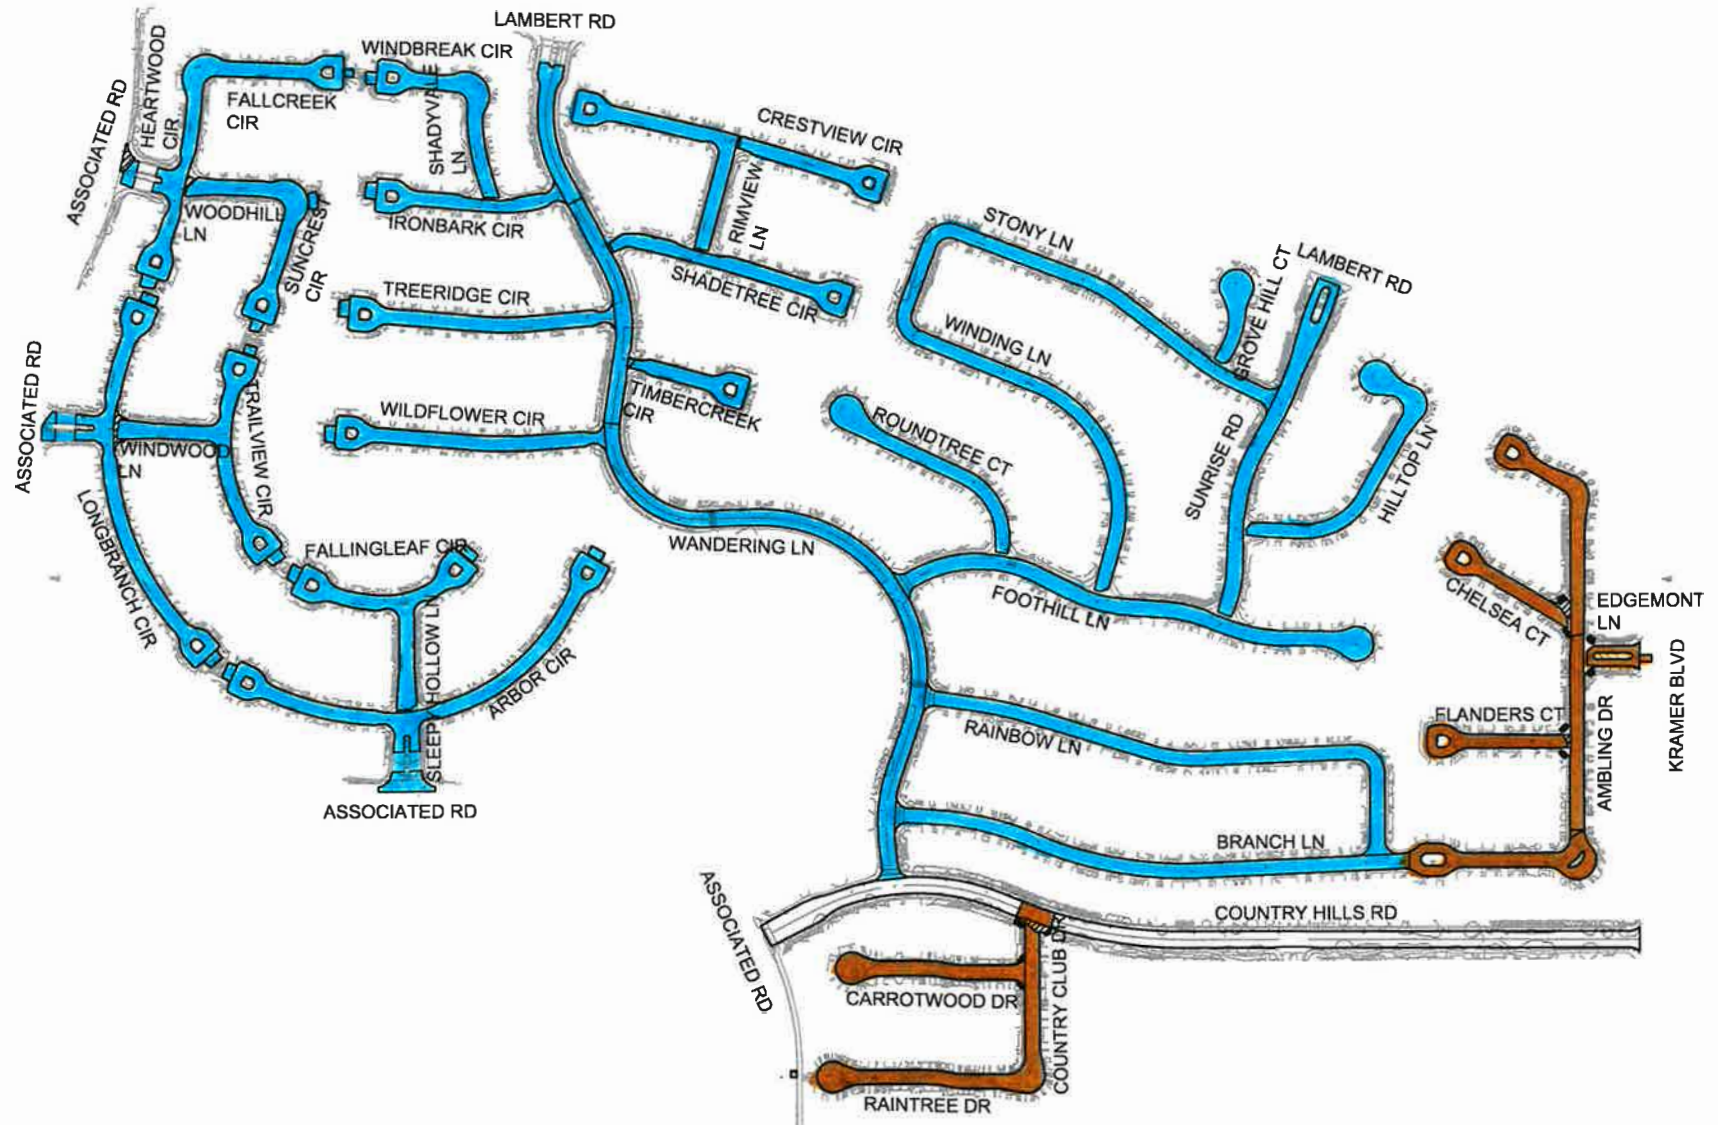 LAMBERT RD
WINDBREAK CIR
HEARTWOOD
CIR
ASSOCIATED RD
FALLCREEK
CIR
SHADYVALE
LN
CRESTVIEW CIR
RIMVIEW
LN
WOODHILL
LN
SUNCREST
CIR
IRONBARK CIR
STONY LN
GROVE HILL CT
LAMBERT RD
SHADETREE CIR
TREERIDGE CIR
WINDING LN
ASSOCIATED RD
TRAILVIEW CIR
WILDFLOWER CIR
TIMBERCREEK
CIR
ROUNDTREE CT
SUNRISE RD
HILLTOP LN
WINDWOOD
LN
LONGBRANCH CIR
FALLINGLEAF CIR
WANDERING LN
FOOTHILL LN
CHELSEA CT
EDGEMONT
LN
KRAMER BLVD
SLEEPY HOLLOW LN
ARBOR CIR
RAINBOW LN
FLANDERS CT
AMBLING DR
ASSOCIATED RD
BRANCH LN
ASSOCIATED RD
COUNTRY HILLS RD
COUNTRY CLUB D
CARROTWOOD DR
RAINTREE DR